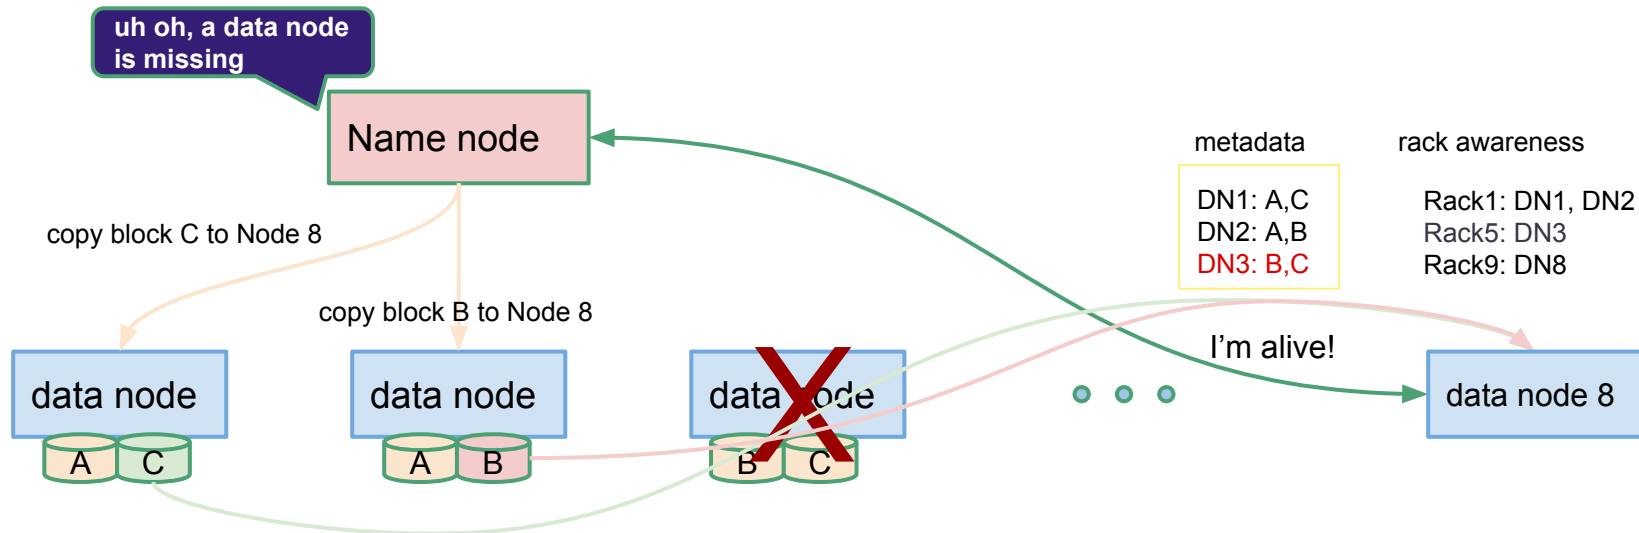 uh oh, a data node
is missing
Name node
metadata
rack awareness
DN1: A,C
DN2: A,B
DN3: B,C
Rack1: DN1, DN2
Rack5: DN3
Rack9: DN8
copy block C to Node 8
copy block B to Node 8
I'm alive!
data node
data node
data node
data node 8
A
C
A
B
B
C